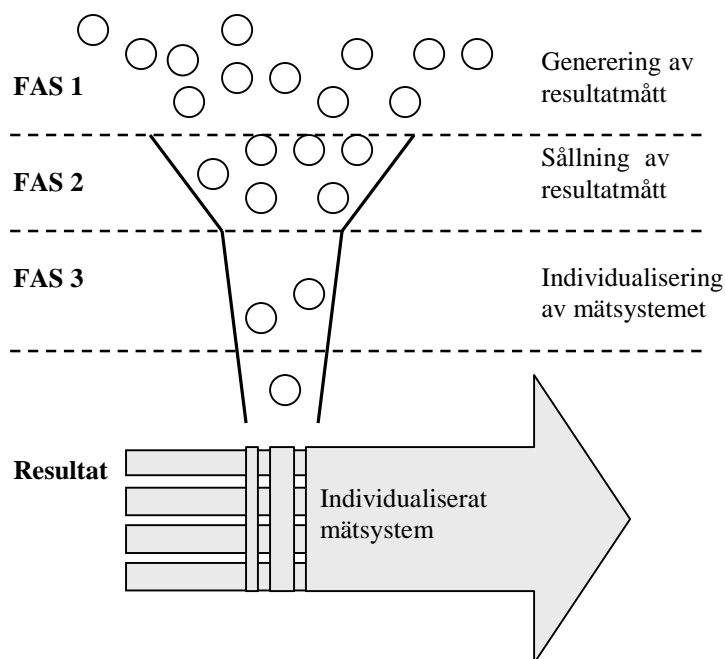 FAS 1
Generering av
resultatmått
FAS 2
Sållning av
resultatmått
FAS 3
Individualisering
av mätsystemet
Resultat
Individualiserat
mätsystem